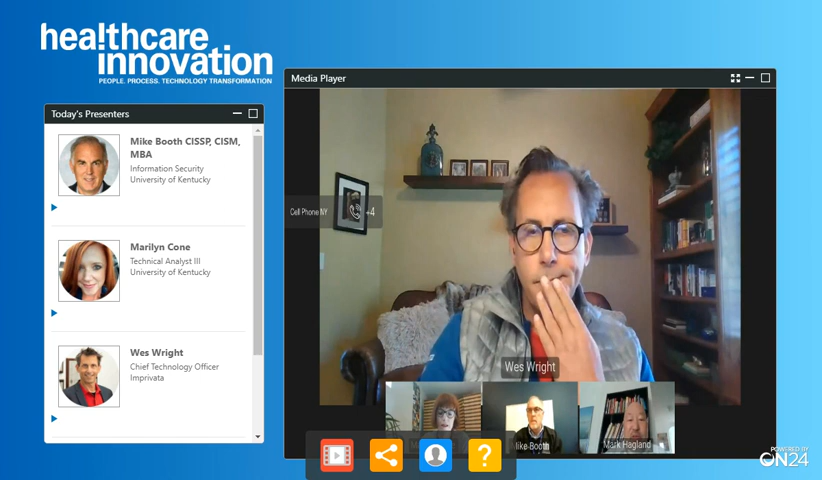 healthcare
innovation
PEOPLE. PROCESS. TECHNOLOGY TRANSFORMATION
Media Player
Today's Presenters
Mike Booth CISSP, CISM,
MBA
Information Security
University of Kentucky
Marilyn Cone
Technical Analyst III
University of Kentucky
Wes Wright
Chief Technology Officer
Imprivata
Cell Phone NY
+4
Wes Wright
Mike Booth
Mark Hagland
?
POWERED BY
ON24